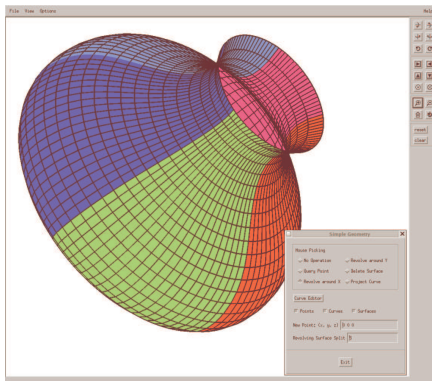 File View Options Help
reset
clear
Simple Geometry
Mouse Picking
No Operation Revolve around Y
Query Point Delete Surface
Revolve around X Project Curve
Curve Editor
Points Curves Surfaces
New Point: (x, y, z) 0 0 0
Revolving Surface Split 5
Exit